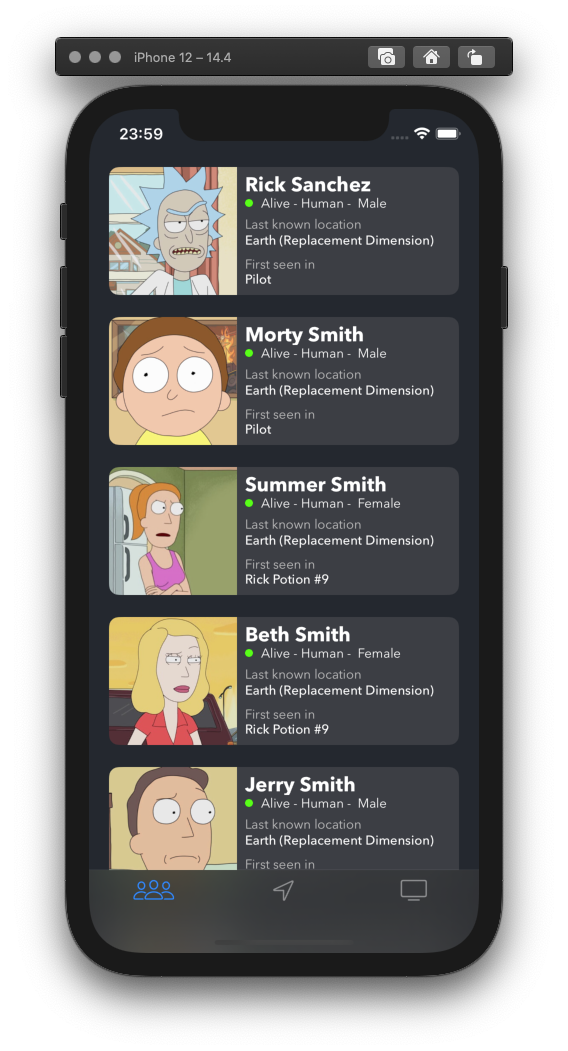 iPhone 12 – 14.4
23:59
Rick Sanchez
Alive - Human -  Male
Last known location
Earth (Replacement Dimension)
First seen in
Pilot
Morty Smith
Alive - Human -  Male
Last known location
Earth (Replacement Dimension)
First seen in
Pilot
Summer Smith
Alive - Human -  Female
Last known location
Earth (Replacement Dimension)
First seen in
Rick Potion #9
Beth Smith
Alive - Human -  Female
Last known location
Earth (Replacement Dimension)
First seen in
Rick Potion #9
Jerry Smith
Alive - Human -  Male
Last known location
Earth (Replacement Dimension)
First seen in